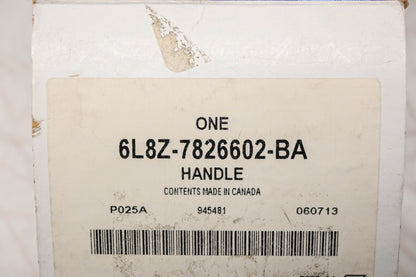 ONE
6L8Z-7826602-BA
HANDLE
CONTENTS MADE IN CANADA
P025A 945481 060713